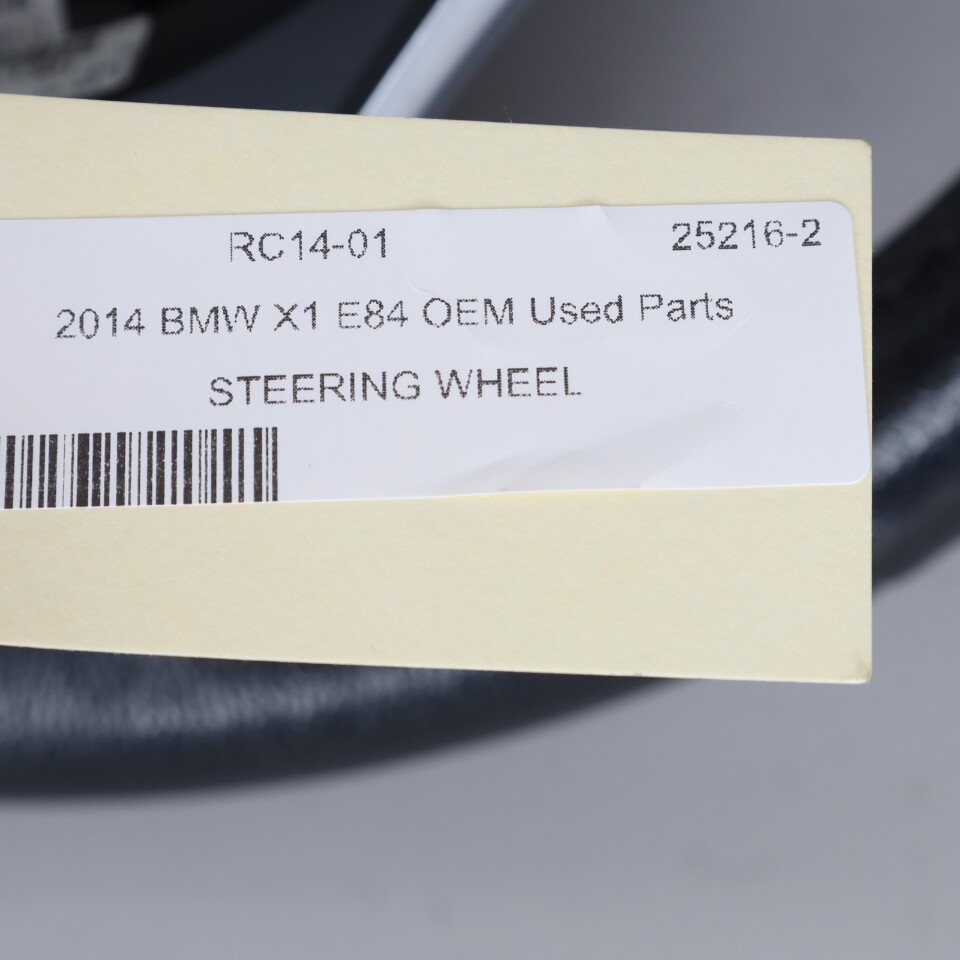 RC14-01 25216-2
2014 BMW X1 E84 OEM Used Parts
STEERING WHEEL